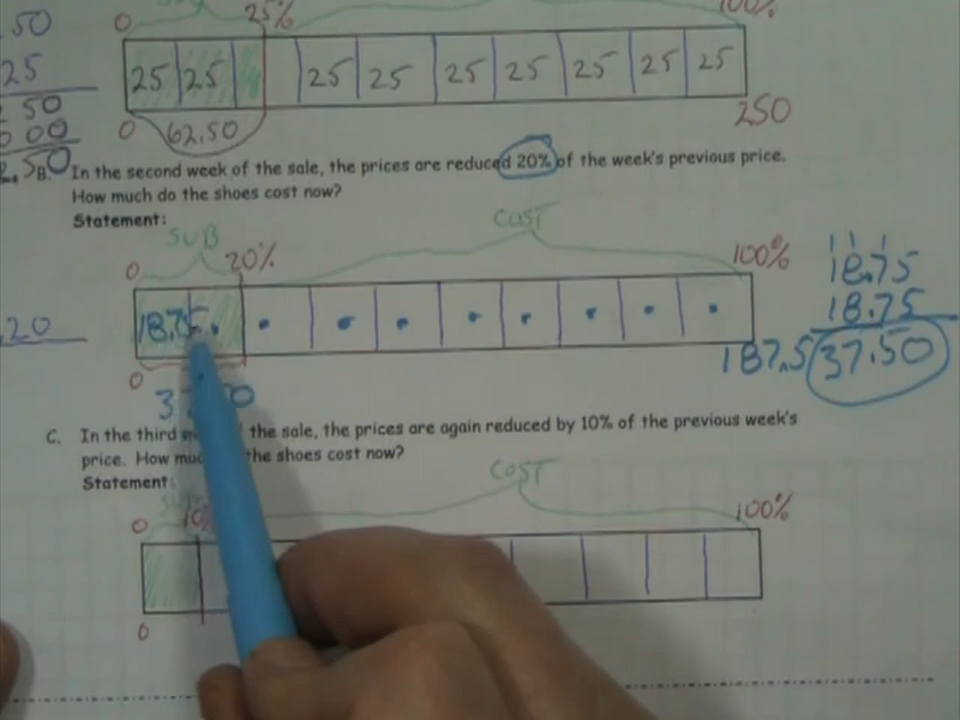 0 25% 100%
50
25
50
00
.50
25 25 25 25 25 25 25 25 25
0 62.50 250
B. In the second week of the sale, the prices are reduced 20% of the week's previous price.
How much do the shoes cost now?
Statement:
SUB COST
0 20% 100%
18.75
18.75
18.75
37.50
20
0 187.5
C. In the third the sale, the prices are again reduced by 10% of the previous week's
price. How the shoes cost now?
Statement:
COST
0 10% 100%
0